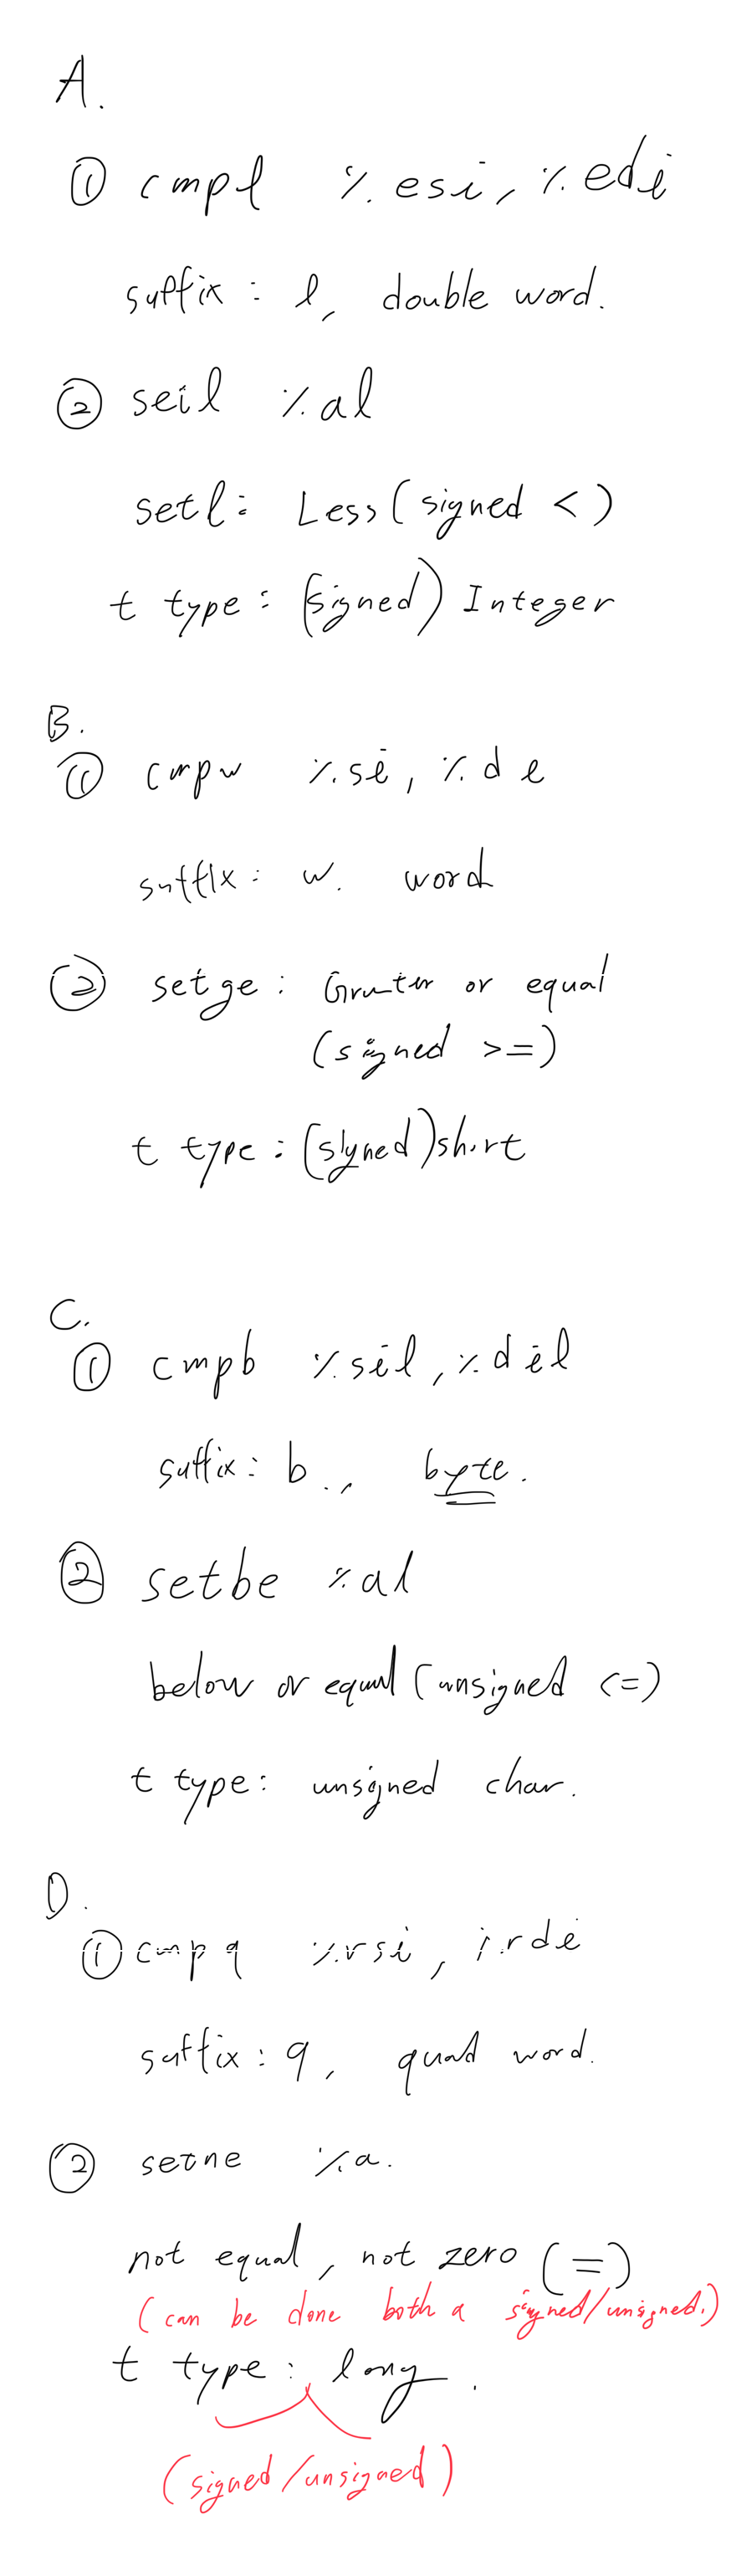 A.
① cmpl %esi, %edi
suffix : l, double word.
② seil %al
setl : Less (signed <)
t type : (signed) Integer
B.
① cmpw %si, %de
suffix : w. word
② setge : Greater or equal
(signed >=)
t type : (signed) short
C.
① cmpb %sil, %dil
suffix : b., byte.
② setbe %al
below or equal (unsigned <=)
t type : unsigned char.
D.
① cmpq %rsi, %rdi
suffix : q, quad word.
② setne %a.
not equal, not zero (=)
(can be done both a signed/unsigned.)
t type : long.
(signed/unsigned)